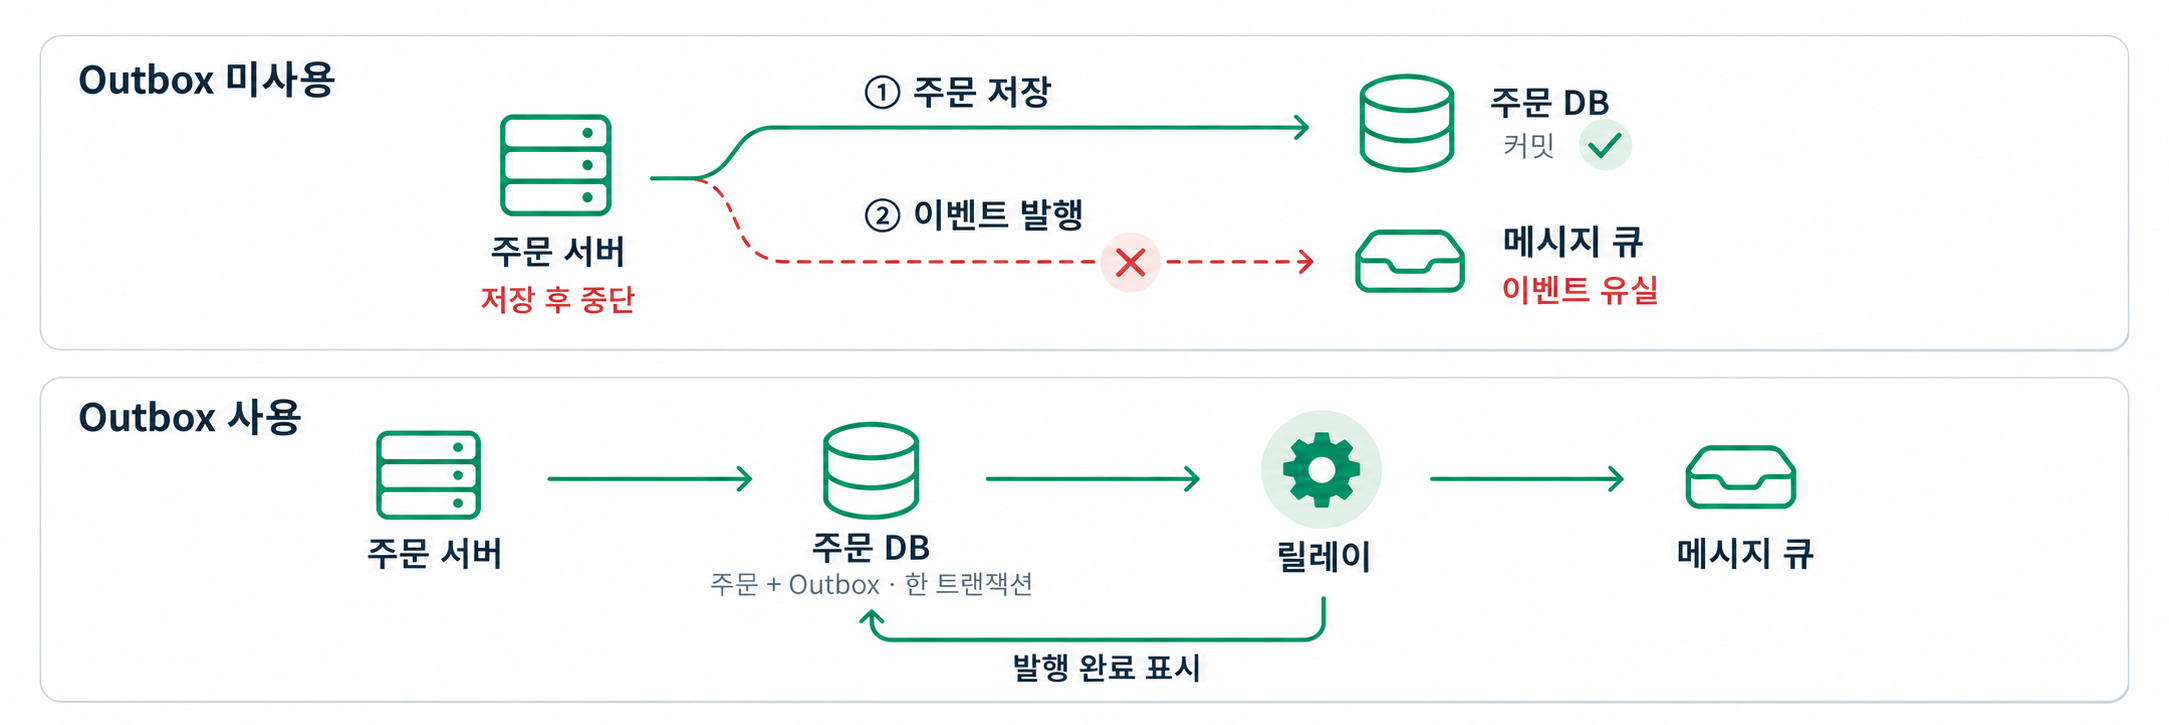 Outbox 미사용
① 주문 저장
주문 DB
커밋
② 이벤트 발행
주문 서버
저장 후 중단
메시지 큐
이벤트 유실
Outbox 사용
주문 서버
주문 DB
주문 + Outbox · 한 트랜잭션
릴레이
메시지 큐
발행 완료 표시